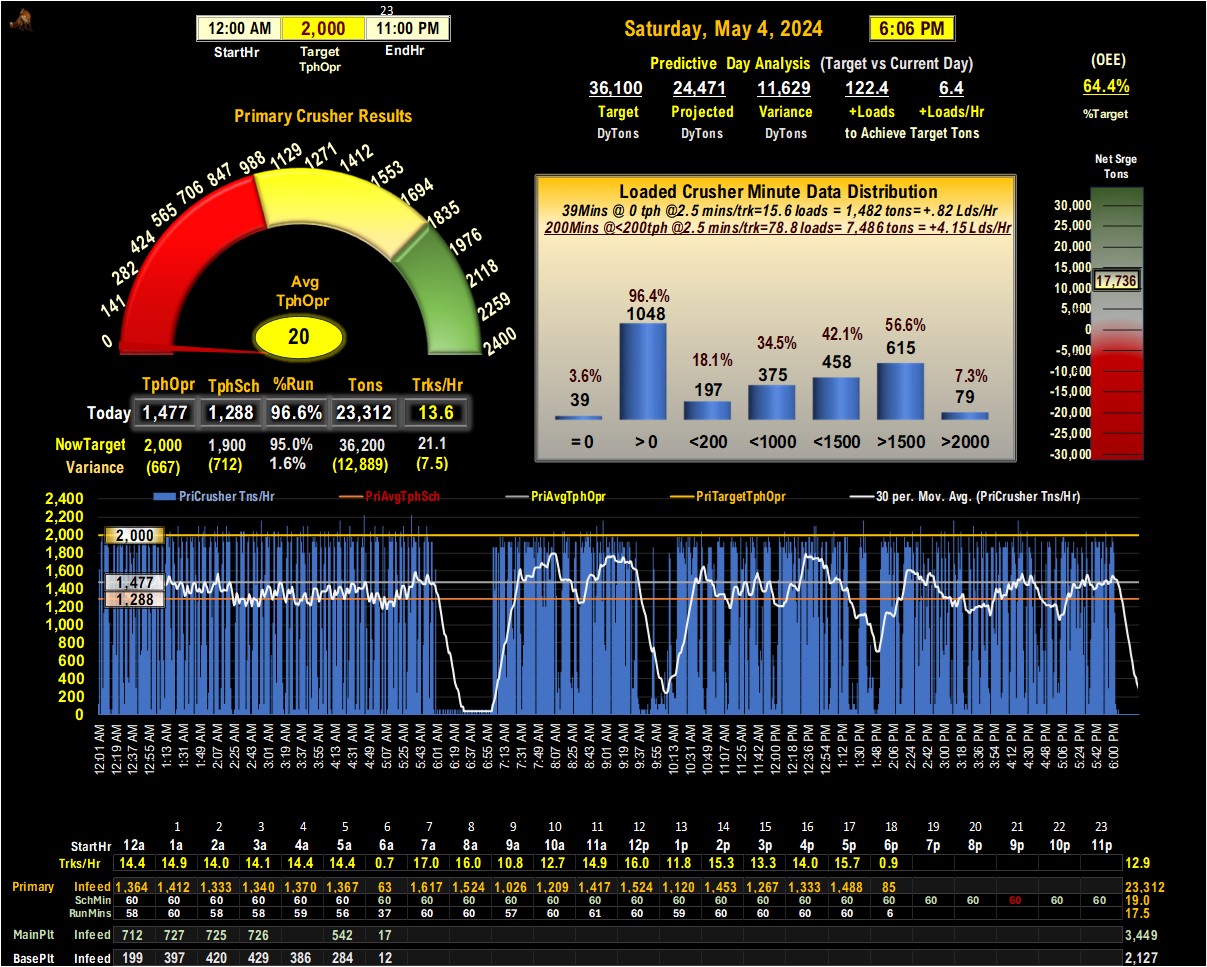 23
12:00 AM 2,000 11:00 PM
StartHr Target TphOpr EndHr
Saturday, May 4, 2024 6:06 PM
Predictive Day Analysis (Target vs Current Day)
36,100 24,471 11,629 122.4 6.4
Target Projected Variance +Loads +Loads/Hr
DyTons DyTons DyTons to Achieve Target Tons
(OEE)
64.4%
%Target
Primary Crusher Results
0 141 282 424 565 706 847 988 1129 1271 1412 1553 1694 1835 1976 2118 2259 2400
Avg
TphOpr
20
TphOpr TphSch %Run Tons Trks/Hr
Today 1,477 1,288 96.6% 23,312 13.6
NowTarget 2,000 1,900 95.0% 36,200 21.1
Variance (667) (712) 1.6% (12,889) (7.5)
Loaded Crusher Minute Data Distribution
39Mins @ 0 tph @2.5 mins/trk=15.6 loads = 1,482 tons=+.82 Lds/Hr
200Mins @<200tph @2.5 mins/trk=78.8 loads= 7,486 tons = +4.15 Lds/Hr
3.6% 96.4% 18.1% 34.5% 42.1% 56.6% 7.3%
39 1048 197 375 458 615 79
= 0 > 0 <200 <1000 <1500 >1500 >2000
Net Srge
Tons
30,000
25,000
20,000
15,000
17,736
10,000
5,000
0
-5,000
-10,000
-15,000
-20,000
-25,000
-30,000
PriCrusher Tns/Hr PriAvgTphSch PriAvgTphOpr PriTargetTphOpr 30 per. Mov. Avg. (PriCrusher Tns/Hr)
2,400
2,200
2,000
1,800
1,600
1,400
1,200
1,000
800
600
400
200
0
2,000
1,477
1,288
12:01 AM 12:19 AM 12:37 AM 12:55 AM 1:13 AM 1:31 AM 1:49 AM 2:07 AM 2:25 AM 2:43 AM 3:01 AM 3:19 AM 3:37 AM 3:55 AM 4:13 AM 4:31 AM 4:49 AM 5:07 AM 5:25 AM 5:43 AM 6:01 AM 6:19 AM 6:37 AM 6:55 AM 7:13 AM 7:31 AM 7:49 AM 8:07 AM 8:25 AM 8:43 AM 9:01 AM 9:19 AM 9:37 AM 9:55 AM 10:13 AM 10:31 AM 10:49 AM 11:07 AM 11:25 AM 11:42 AM 12:00 PM 12:18 PM 12:36 PM 12:54 PM 1:12 PM 1:30 PM 1:48 PM 2:06 PM 2:24 PM 2:42 PM 3:00 PM 3:18 PM 3:36 PM 3:54 PM 4:12 PM 4:30 PM 4:48 PM 5:06 PM 5:24 PM 5:42 PM 6:00 PM
1 2 3 4 5 6 7 8 9 10 11 12 13 14 15 16 17 18 19 20 21 22 23
StartHr 12a 1a 2a 3a 4a 5a 6a 7a 8a 9a 10a 11a 12p 1p 2p 3p 4p 5p 6p 7p 8p 9p 10p 11p
Trks/Hr 14.4 14.9 14.0 14.1 14.4 14.4 0.7 17.0 16.0 10.8 12.7 14.9 16.0 11.8 15.3 13.3 14.0 15.7 0.9 12.9
Primary Infeed 1,364 1,412 1,333 1,340 1,370 1,367 63 1,617 1,524 1,026 1,209 1,417 1,524 1,120 1,453 1,267 1,333 1,488 85 23,312
SchMin 60 60 60 60 60 60 60 60 60 60 60 60 60 60 60 60 60 60 60 60 60 60 60 60 19.0
RunMins 58 60 58 58 59 56 37 60 60 57 60 61 60 59 60 60 60 60 6 17.5
MainPlt Infeed 712 727 725 726 542 17 3,449
BasePlt Infeed 199 397 420 429 386 284 12 2,127